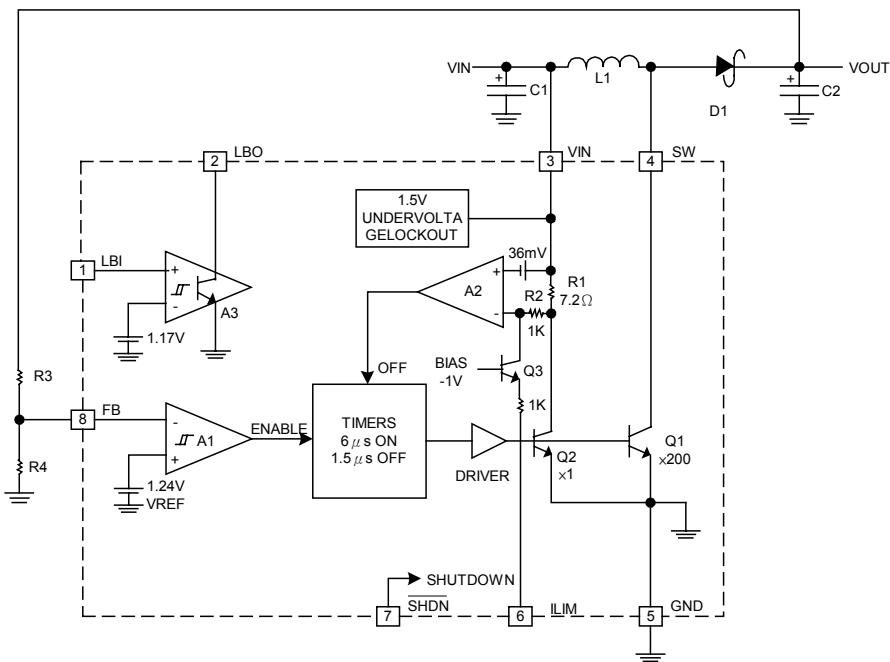 VIN
L1
VOUT
+
C1
D1
+
C2
2
LBO
3
VIN
4
SW
1.5V
UNDERVOLTA
GELOCKOUT
36mV
1
LBI
+
-
A3
1.17V
A2
+
-
R1
7.2Ω
R2
1K
BIAS
-1V
Q3
1K
OFF
R3
8
FB
-
+
A1
ENABLE
TIMERS
6μs ON
1.5μs OFF
DRIVER
Q2
×1
Q1
×200
R4
1.24V
VREF
SHUTDOWN
7
SHDN
6
ILIM
5
GND